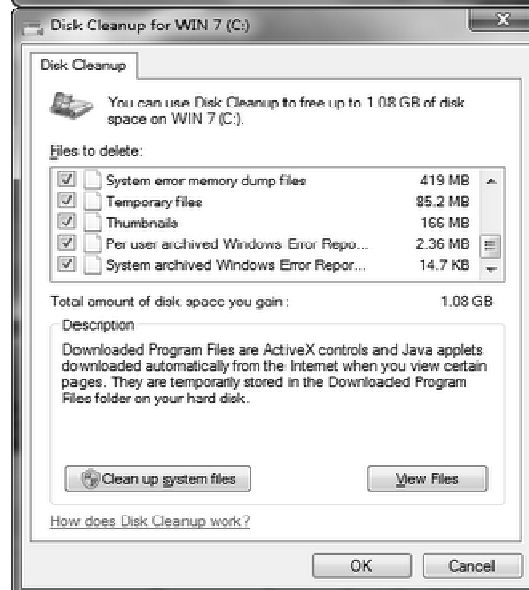 Disk Cleanup for WIN 7 (C:)
Disk Cleanup
You can use Disk Cleanup to free up to 1.08 GB of disk
space on WIN 7 (C:).
Files to delete:
System error memory dump files 419 MB
Temporary files 85.2 MB
Thumbnails 166 MB
Per user archived Windows Error Repo... 2.36 MB
System archived Windows Error Repor... 14.7 KB
Total amount of disk space you gain: 1.08 GB
Description
Downloaded Program Files are ActiveX controls and Java applets
downloaded automatically from the Internet when you view certain
pages. They are temporarily stored in the Downloaded Program
Files folder on your hard disk.
Clean up system files View Files
How does Disk Cleanup work?
OK Cancel